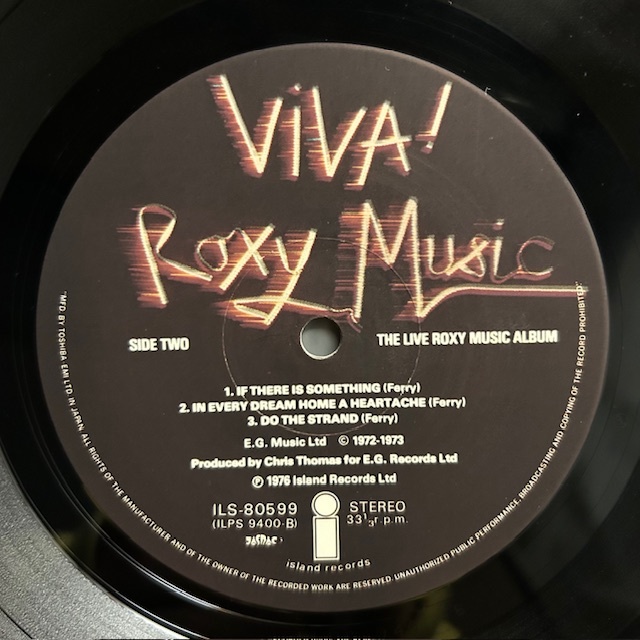 ViVA!
Roxy Music
SIDE TWO
THE LIVE ROXY MUSIC ALBUM
1. IF THERE IS SOMETHING (Ferry)
2. IN EVERY DREAM HOME A HEARTACHE (Ferry)
3. DO THE STRAND (Ferry)
E.G. Music Ltd © 1972-1973
Produced by Chris Thomas for E.G. Records Ltd
℗ 1976 Island Records Ltd
ILS-80599
(ILPS 9400-B)
i
STEREO
33 1/3 r.p.m.
island records
"MFD. BY TOSHIBA EMI LTD. IN JAPAN. ALL RIGHTS OF THE MANUFACTURER AND OF THE OWNER OF THE RECORDED WORK ARE RESERVED. UNAUTHORIZED PUBLIC PERFORMANCE, BROADCASTING AND COPYING OF THE RECORD PROHIBITED"